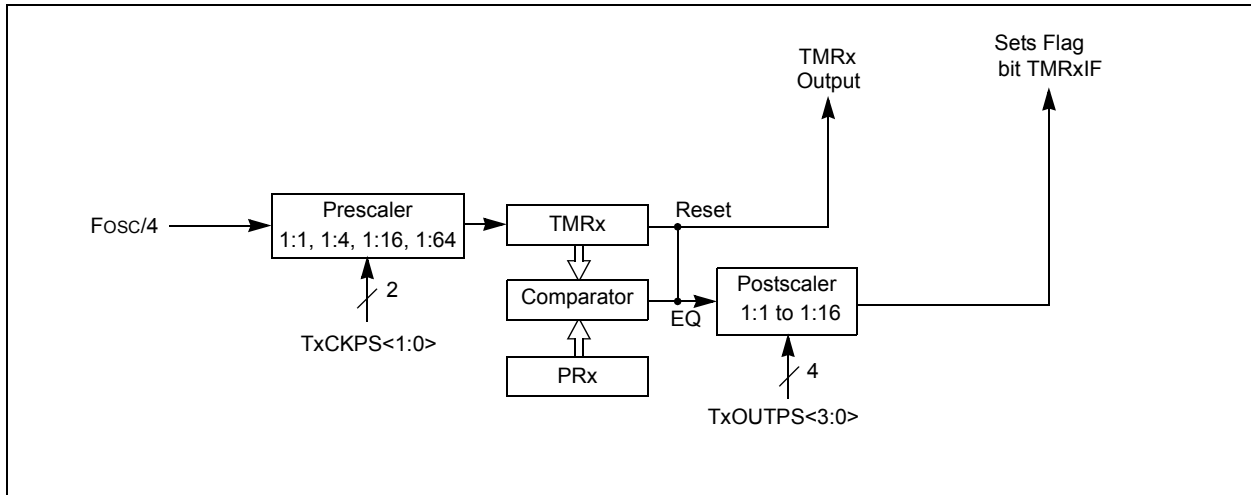 TMRx
Output
Sets Flag
bit TMRxIF
Fosc/4
Prescaler
1:1, 1:4, 1:16, 1:64
2
TxCKPS<1:0>
TMRx
Reset
Comparator
EQ
PRx
Postscaler
1:1 to 1:16
4
TxOUTPS<3:0>